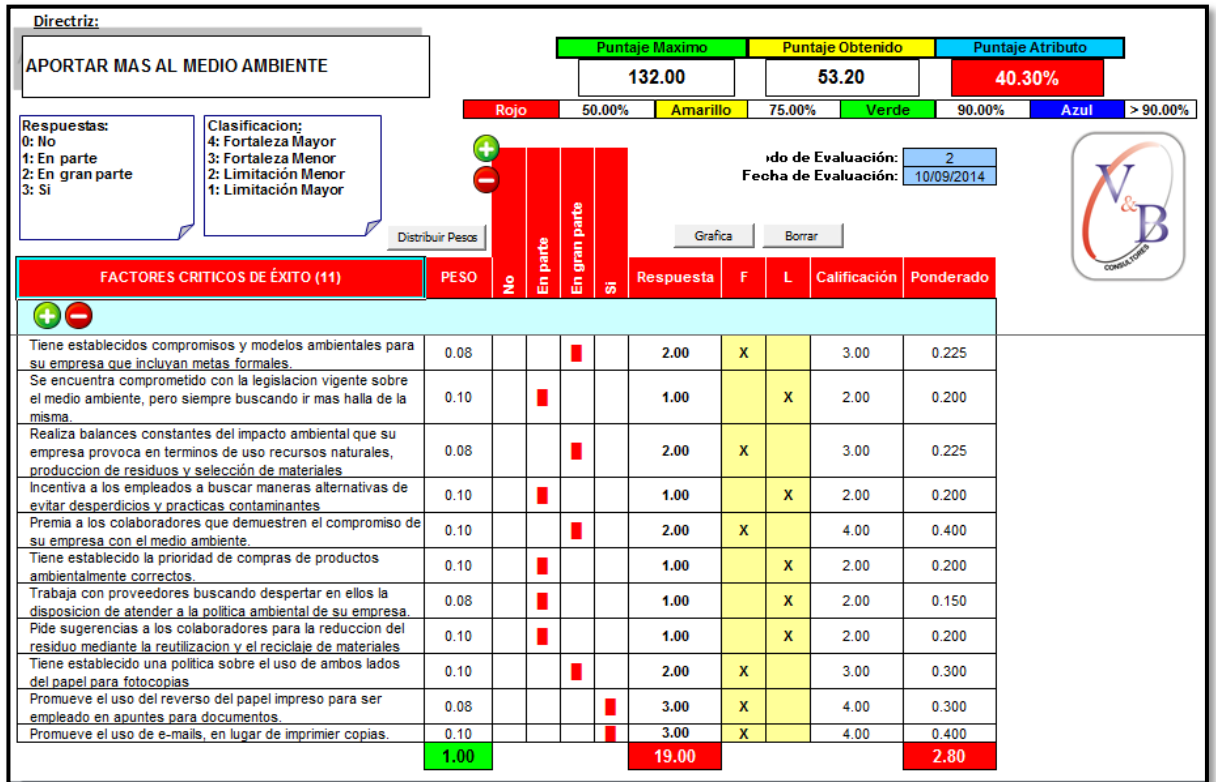 Directriz:
APORTAR MAS AL MEDIO AMBIENTE
Puntaje Maximo Puntaje Obtenido Puntaje Atributo
132.00 53.20 40.30%
Rojo 50.00% Amarillo 75.00% Verde 90.00% Azul > 90.00%
Respuestas:
0: No
1: En parte
2: En gran parte
3: Si
Clasificacion:
4: Fortaleza Mayor
3: Fortaleza Menor
2: Limitación Menor
1: Limitación Mayor
do de Evaluación: 2
Fecha de Evaluación: 10/09/2014
V&B
CONSULTORES
Distribuir Pesos
Grafica Borrar
FACTORES CRITICOS DE ÉXITO (11) PESO No En parte En gran parte Si Respuesta F L Calificación Ponderado
Tiene establecidos compromisos y modelos ambientales para
su empresa que incluyan metas formales. 0.08 2.00 X 3.00 0.225
Se encuentra comprometido con la legislacion vigente sobre
el medio ambiente, pero siempre buscando ir mas halla de la
misma. 0.10 1.00 X 2.00 0.200
Realiza balances constantes del impacto ambiental que su
empresa provoca en terminos de uso recursos naturales,
produccion de residuos y selección de materiales 0.08 2.00 X 3.00 0.225
Incentiva a los empleados a buscar maneras alternativas de
evitar desperdicios y practicas contaminantes 0.10 1.00 X 2.00 0.200
Premia a los colaboradores que demuestren el compromiso de
su empresa con el medio ambiente. 0.10 2.00 X 4.00 0.400
Tiene establecido la prioridad de compras de productos
ambientalmente correctos. 0.10 1.00 X 2.00 0.200
Trabaja con proveedores buscando despertar en ellos la
disposicion de atender a la politica ambiental de su empresa. 0.08 1.00 X 2.00 0.150
Pide sugerencias a los colaboradores para la reduccion del
residuo mediante la reutilizacion y el reciclaje de materiales 0.10 1.00 X 2.00 0.200
Tiene establecido una politica sobre el uso de ambos lados
del papel para fotocopias 0.10 2.00 X 3.00 0.300
Promueve el uso del reverso del papel impreso para ser
empleado en apuntes para documentos. 0.08 3.00 X 4.00 0.300
Promueve el uso de e-mails, en lugar de imprimier copias. 0.10 3.00 X 4.00 0.400
1.00 19.00 2.80